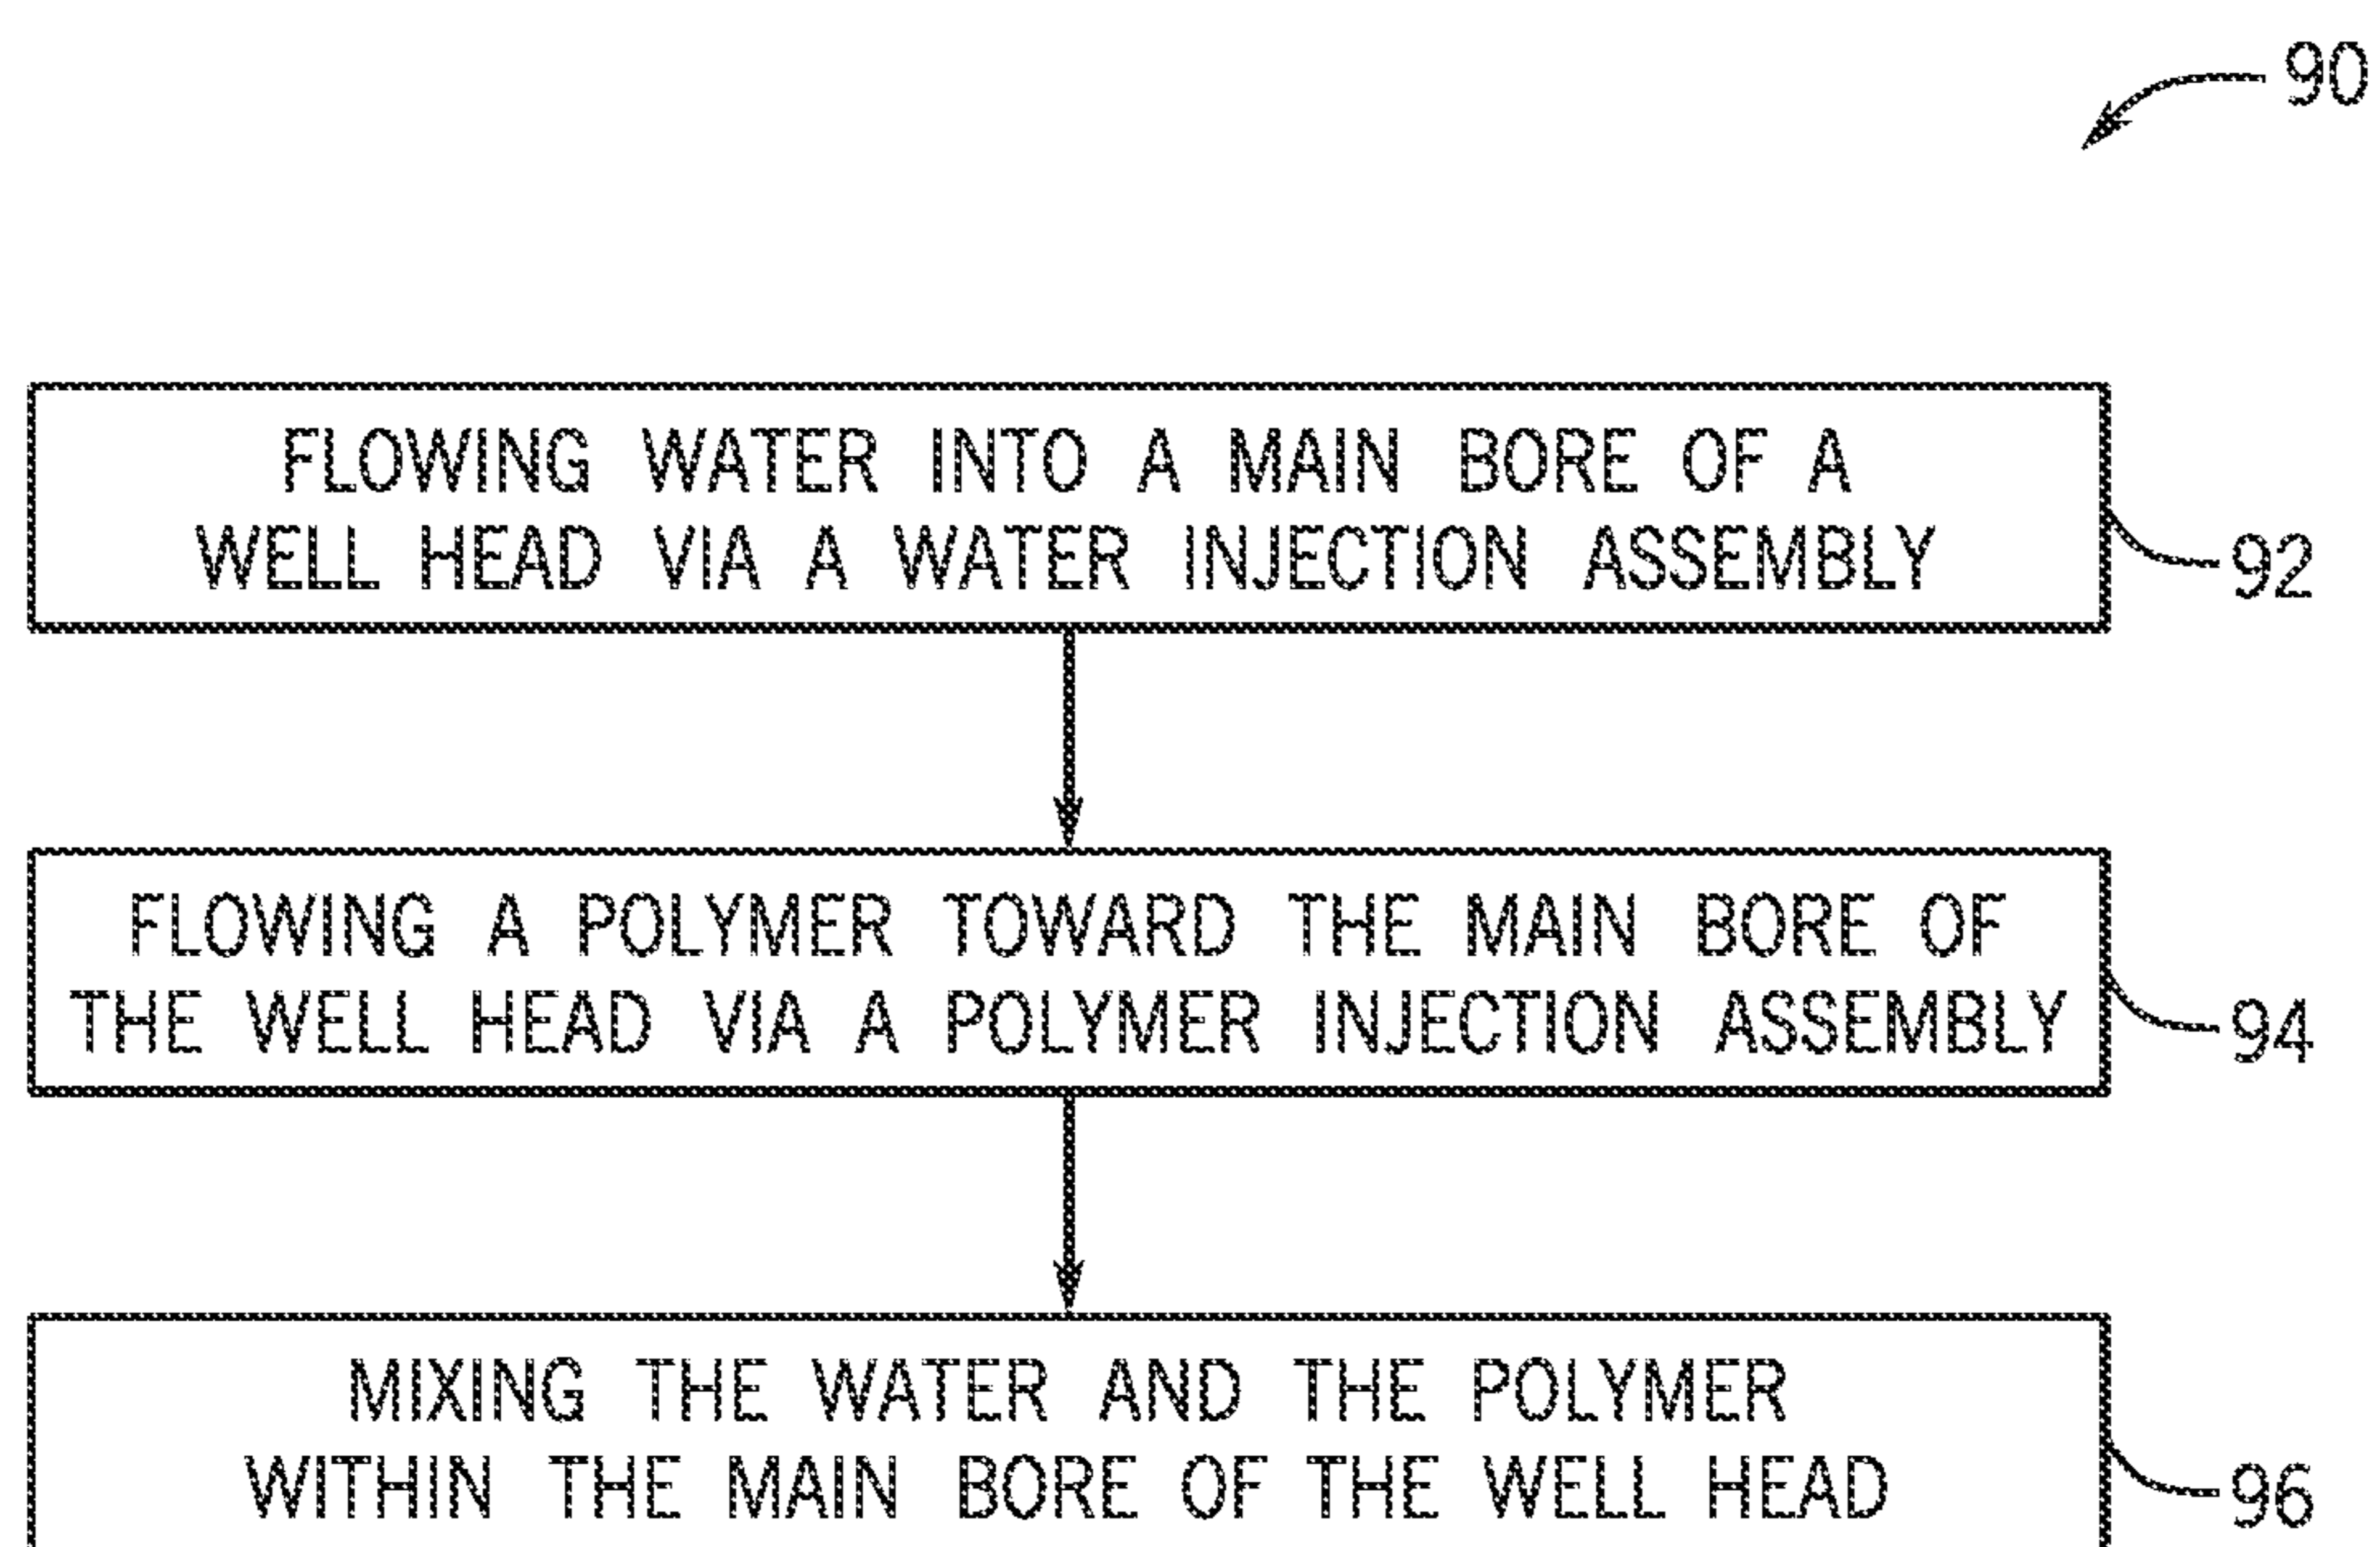 90
FLOWING WATER INTO A MAIN BORE OF A
WELL HEAD VIA A WATER INJECTION ASSEMBLY
92
FLOWING A POLYMER TOWARD THE MAIN BORE OF
THE WELL HEAD VIA A POLYMER INJECTION ASSEMBLY
94
MIXING THE WATER AND THE POLYMER
WITHIN THE MAIN BORE OF THE WELL HEAD
96